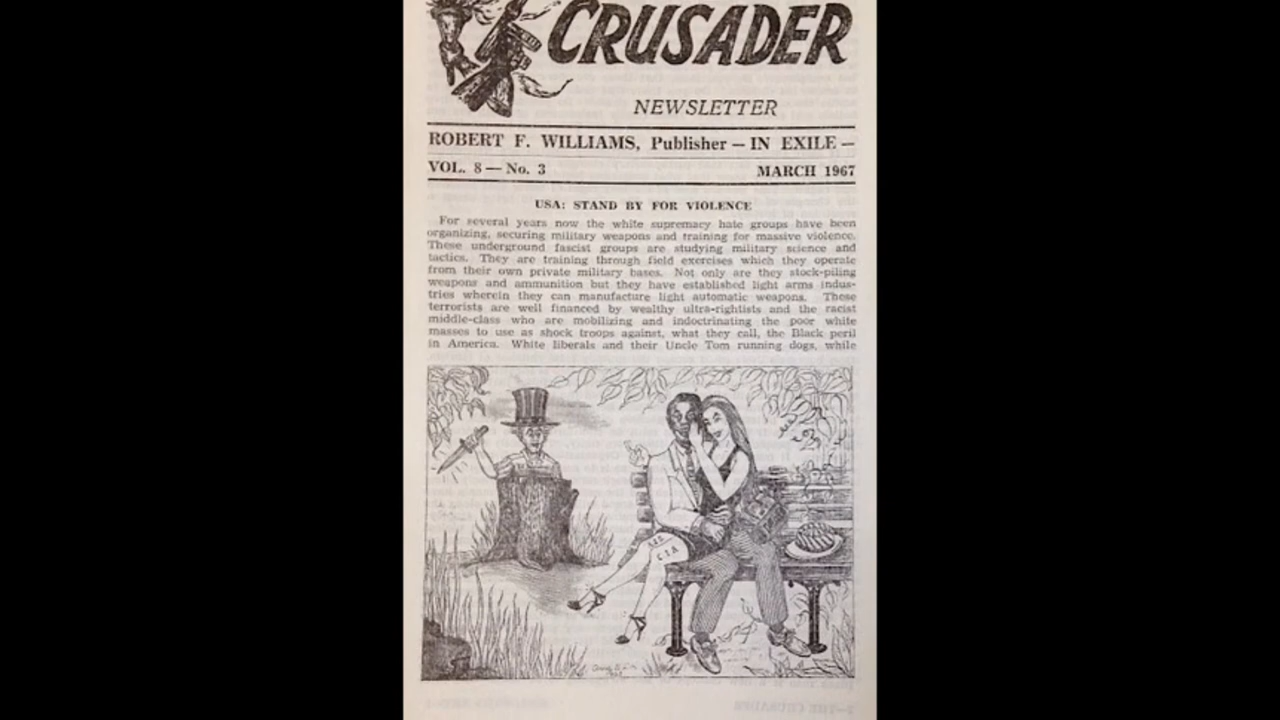 CRUSADER
NEWSLETTER
ROBERT F. WILLIAMS, Publisher — IN EXILE —
VOL. 8 — No. 3 MARCH 1967
USA: STAND BY FOR VIOLENCE
For several years now the white supremacy hate groups have been
organizing, securing military weapons and training for massive violence.
These underground fascist groups are studying military science and
tactics. They are training through field exercises which they operate
from their own private military bases. Not only are they stock-piling
weapons and ammunition but they have established light arms indus-
tries wherein they can manufacture light automatic weapons. These
terrorists are well financed by wealthy ultra-rightists and the racist
middle-class who are mobilizing and indoctrinating the poor white
masses to use as shock troops against, what they call, the Black peril
in America. White liberals and their Uncle Tom running dogs, while
C.I.A